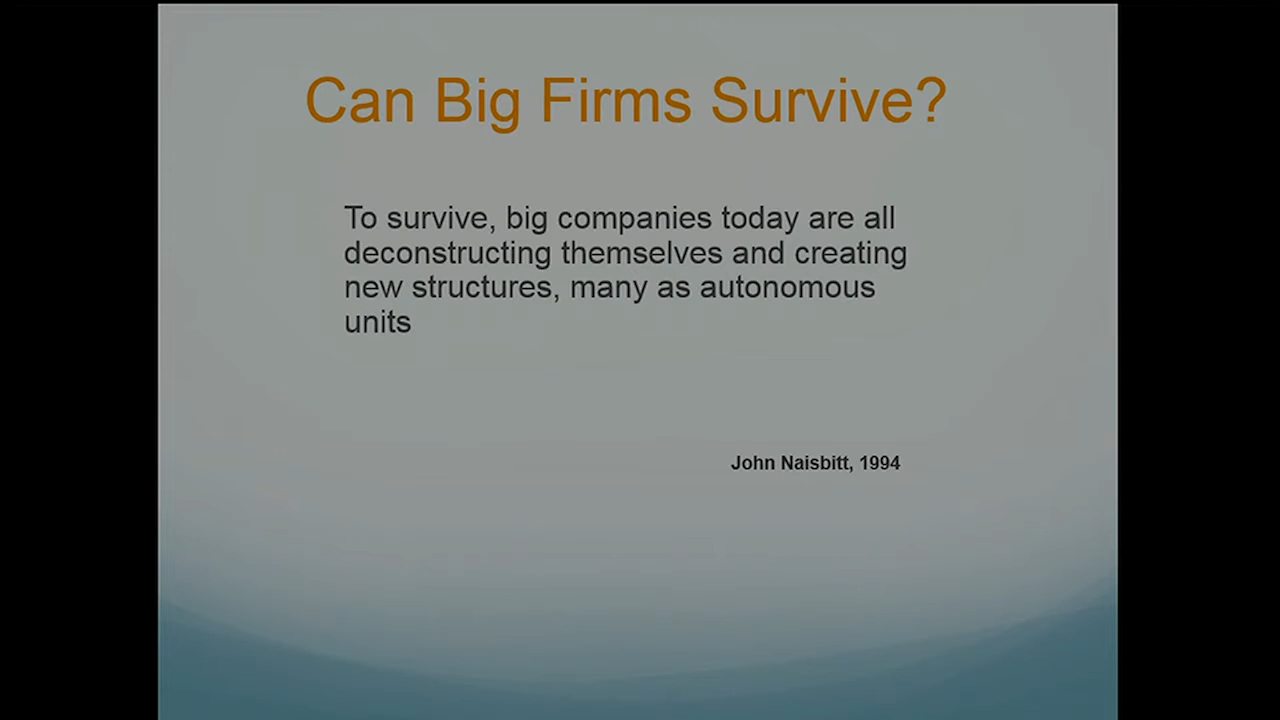 Can Big Firms Survive?
To survive, big companies today are all
deconstructing themselves and creating
new structures, many as autonomous
units
John Naisbitt, 1994